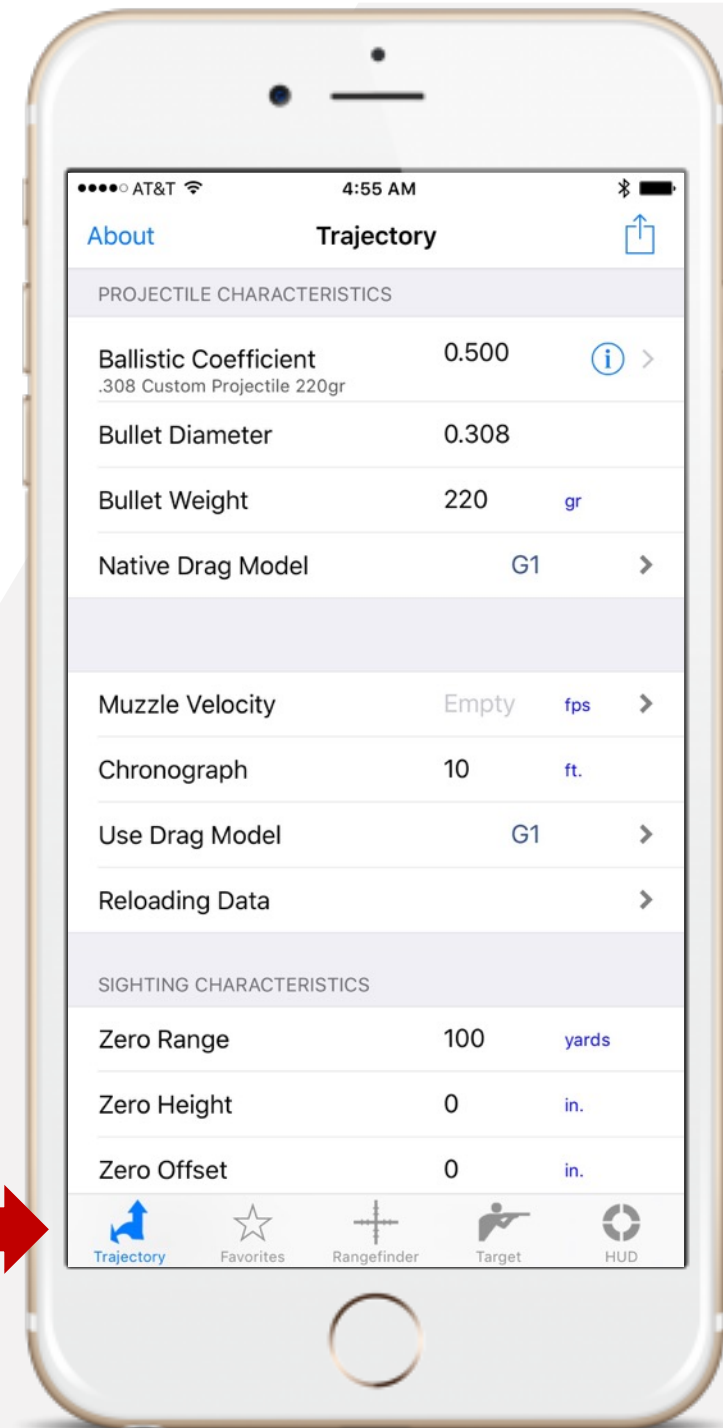 ●●●●○ AT&T 4:55 AM
About Trajectory
PROJECTILE CHARACTERISTICS
Ballistic Coefficient 0.500 i
.308 Custom Projectile 220gr
Bullet Diameter 0.308
Bullet Weight 220 gr
Native Drag Model G1
Muzzle Velocity Empty fps
Chronograph 10 ft.
Use Drag Model G1
Reloading Data
SIGHTING CHARACTERISTICS
Zero Range 100 yards
Zero Height 0 in.
Zero Offset 0 in.
Trajectory Favorites Rangefinder Target HUD